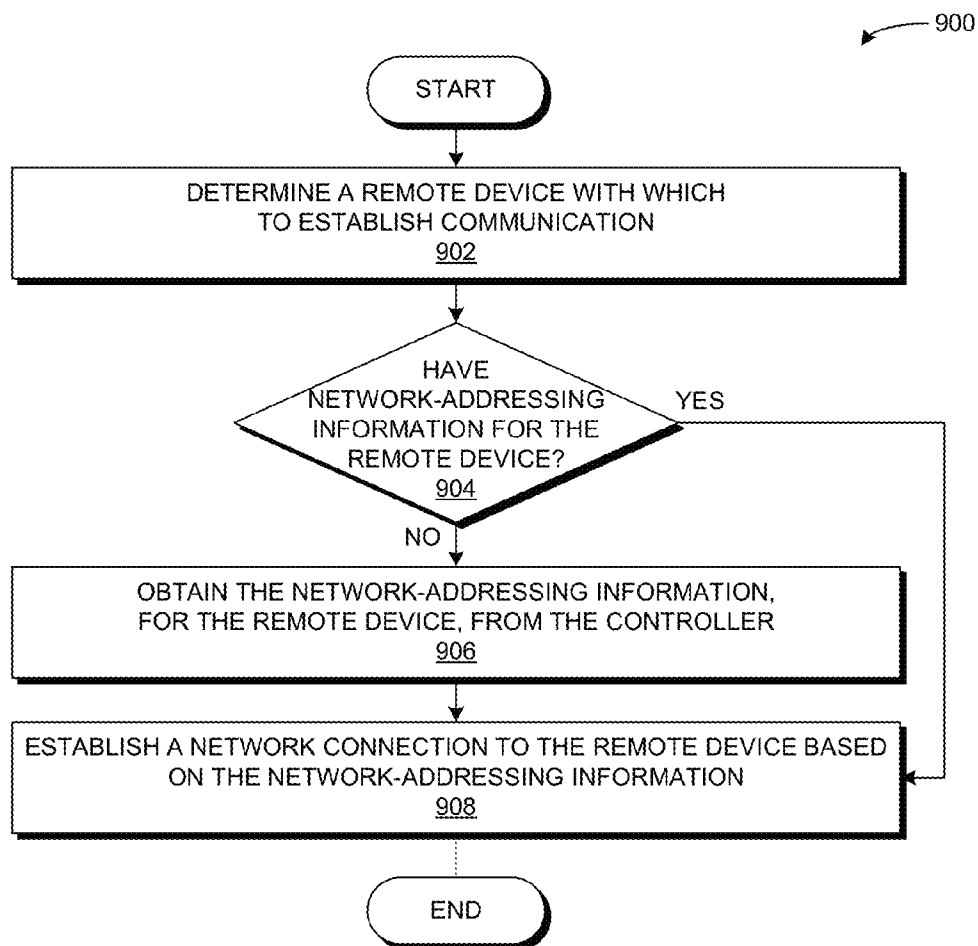 900
START
DETERMINE A REMOTE DEVICE WITH WHICH
TO ESTABLISH COMMUNICATION
902
HAVE
NETWORK-ADDRESSING
INFORMATION FOR THE
REMOTE DEVICE?
904
YES
NO
OBTAIN THE NETWORK-ADDRESSING INFORMATION,
FOR THE REMOTE DEVICE, FROM THE CONTROLLER
906
ESTABLISH A NETWORK CONNECTION TO THE REMOTE DEVICE BASED
ON THE NETWORK-ADDRESSING INFORMATION
908
END